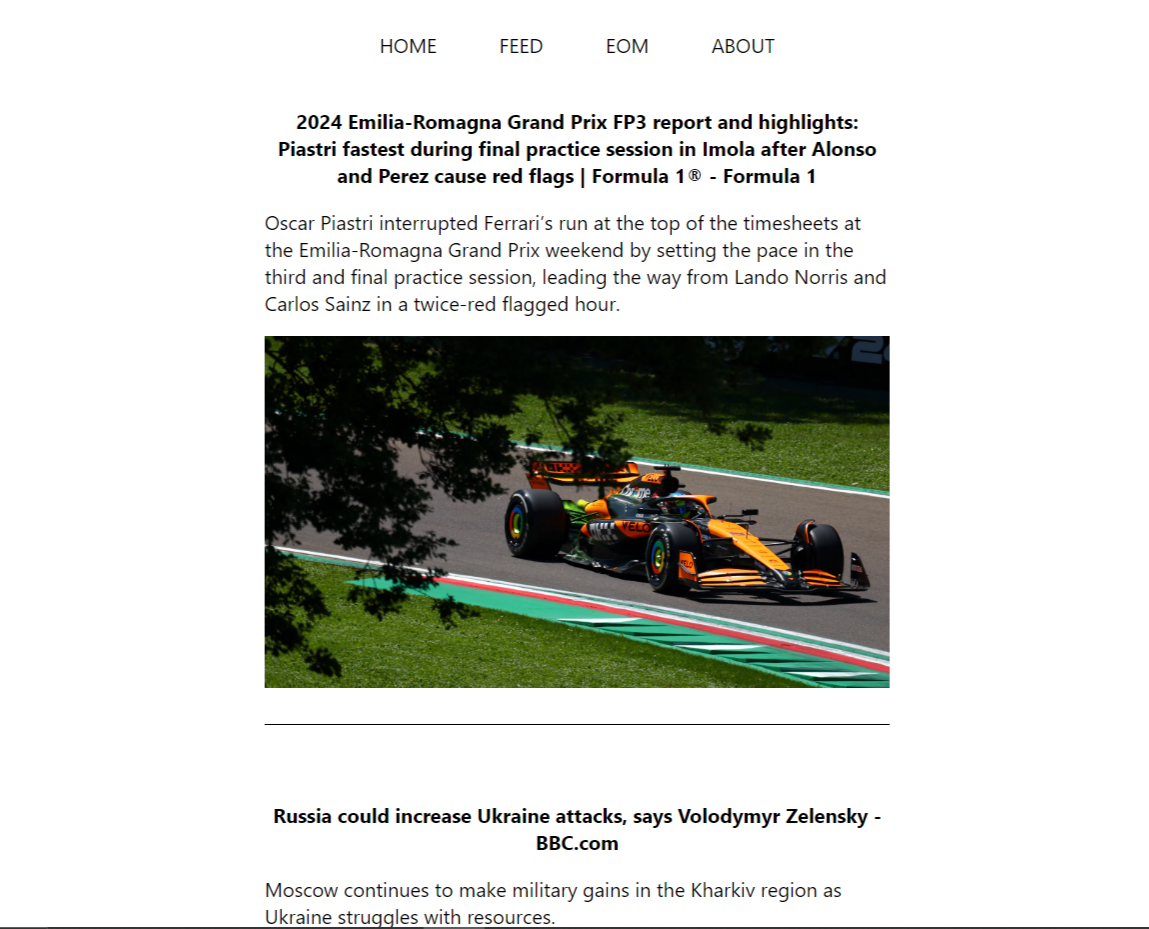 HOME FEED EOM ABOUT
2024 Emilia-Romagna Grand Prix FP3 report and highlights:
Piastri fastest during final practice session in Imola after Alonso
and Perez cause red flags | Formula 1® - Formula 1
Oscar Piastri interrupted Ferrari’s run at the top of the timesheets at
the Emilia-Romagna Grand Prix weekend by setting the pace in the
third and final practice session, leading the way from Lando Norris and
Carlos Sainz in a twice-red flagged hour.
VELO
Russia could increase Ukraine attacks, says Volodymyr Zelensky -
BBC.com
Moscow continues to make military gains in the Kharkiv region as
Ukraine struggles with resources.